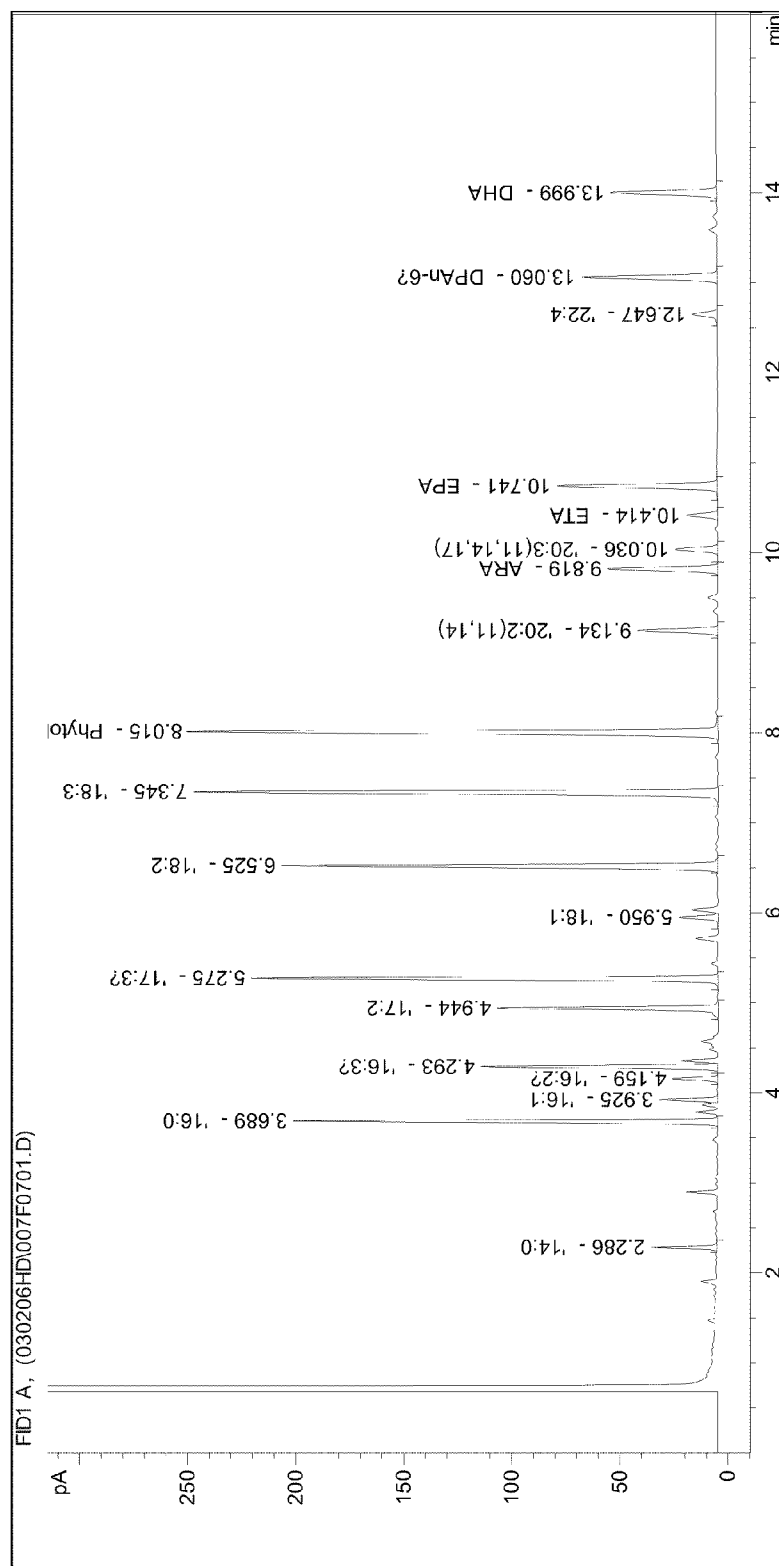 FID1 A, (030206HD\007F0701.D)
pA
250
200
150
100
50
0
2.286 - '14:0
3.689 - '16:0
3.925 - '16:1
4.159 - '16:2?
4.293 - '16:3?
4.944 - '17:2
5.275 - '17:3?
5.950 - '18:1
6.525 - '18:2
7.345 - '18:3
8.015 - Phytol
9.134 - '20:2(11,14)
9.819 - ARA
10.036 - '20:3(11,14,17)
10.414 - ETA
10.741 - EPA
12.647 - '22:4
13.060 - DPAn-6?
13.999 - DHA
2
4
6
8
10
12
14
min